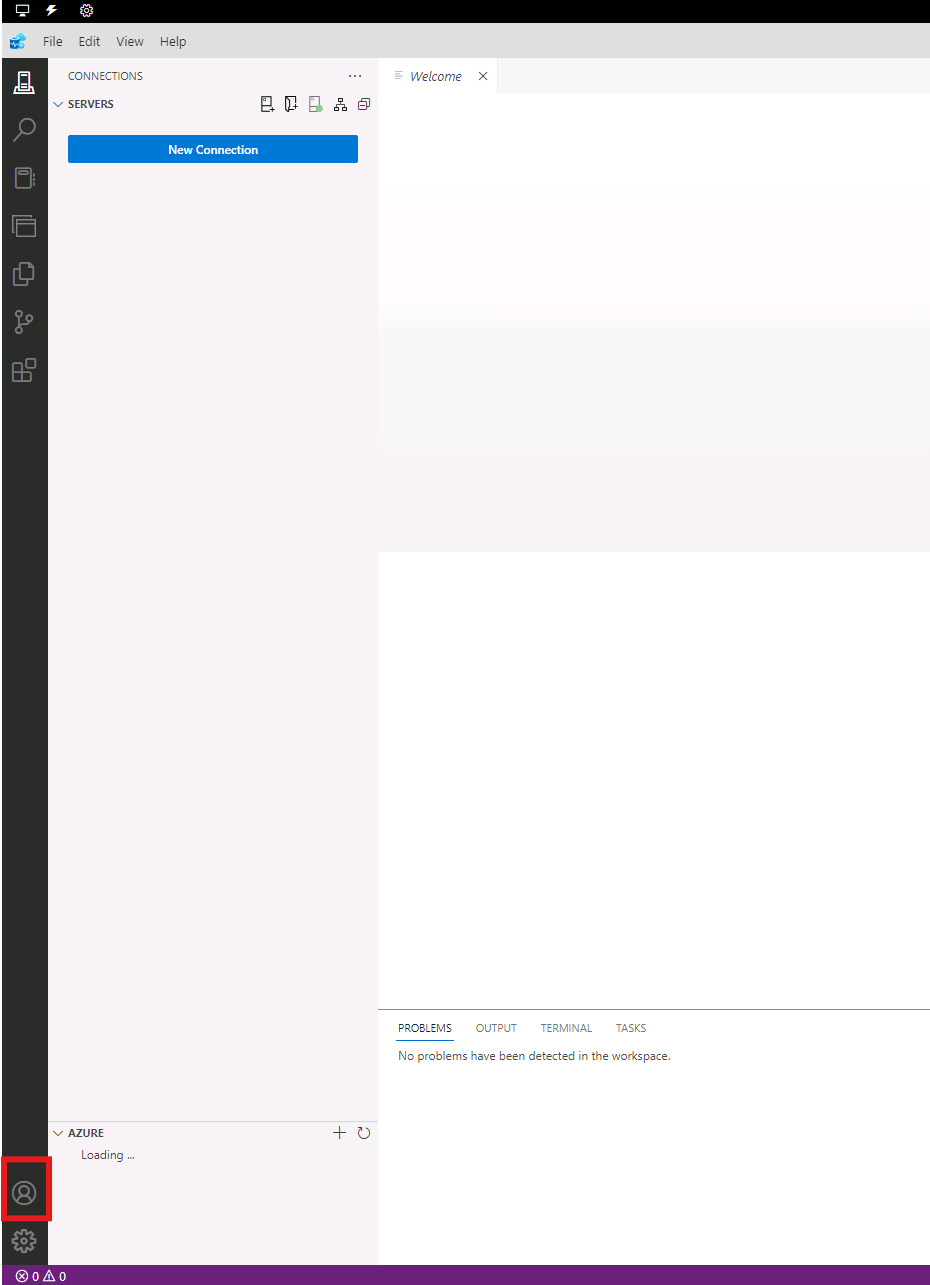 File Edit View Help
CONNECTIONS
SERVERS
New Connection
Welcome
PROBLEMS OUTPUT TERMINAL TASKS
No problems have been detected in the workspace.
AZURE
Loading ...
0 0